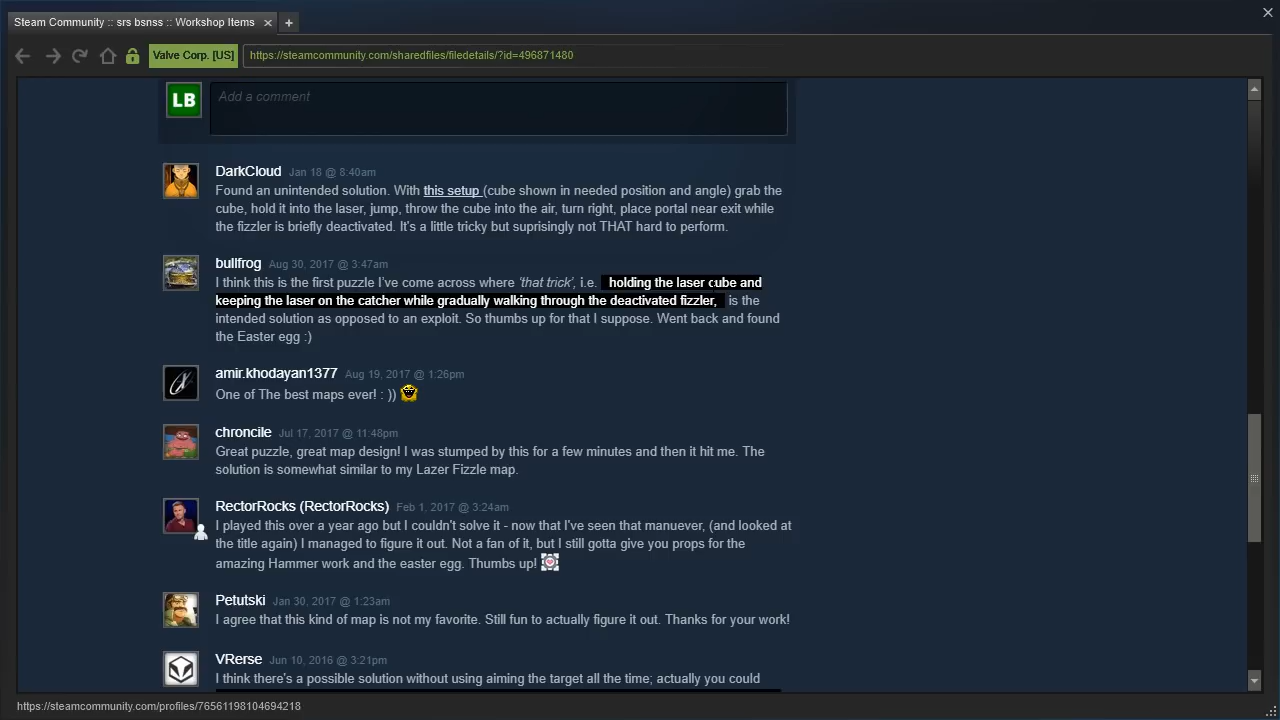 Steam Community :: srs bsnss :: Workshop Items
Valve Corp. [US]
https://steamcommunity.com/sharedfiles/filedetails/?id=496871480
LB
Add a comment
DarkCloud Jan 18 @ 8:40am
Found an unintended solution. With this setup (cube shown in needed position and angle) grab the
cube, hold it into the laser, jump, throw the cube into the air, turn right, place portal near exit while
the fizzler is briefly deactivated. It's a little tricky but suprisingly not THAT hard to perform.
bullfrog Aug 30, 2017 @ 3:47am
I think this is the first puzzle I've come across where 'that trick', i.e. holding the laser cube and
keeping the laser on the catcher while gradually walking through the deactivated fizzler, is the
intended solution as opposed to an exploit. So thumbs up for that I suppose. Went back and found
the Easter egg :)
amir.khodayan1377 Aug 19, 2017 @ 1:26pm
One of The best maps ever! : ))
chroncile Jul 17, 2017 @ 11:48pm
Great puzzle, great map design! I was stumped by this for a few minutes and then it hit me. The
solution is somewhat similar to my Lazer Fizzle map.
RectorRocks (RectorRocks) Feb 1, 2017 @ 3:24am
I played this over a year ago but I couldn't solve it - now that I've seen that manuever, (and looked at
the title again) I managed to figure it out. Not a fan of it, but I still gotta give you props for the
amazing Hammer work and the easter egg. Thumbs up!
Petutski Jan 30, 2017 @ 1:23am
I agree that this kind of map is not my favorite. Still fun to actually figure it out. Thanks for your work!
VRerse Jun 10, 2016 @ 3:21pm
I think there's a possible solution without using aiming the target all the time; actually you could
https://steamcommunity.com/profiles/76561198104694218